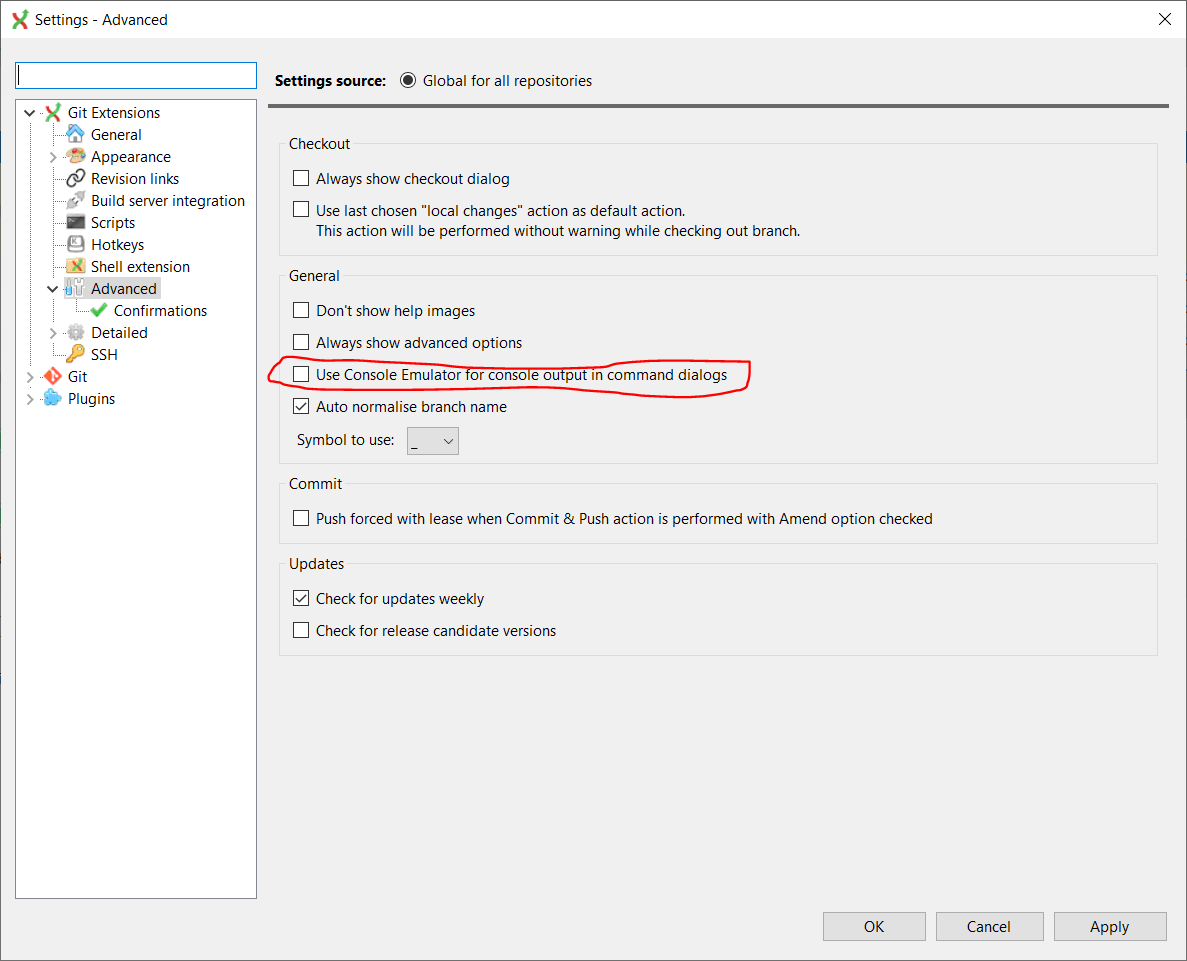 Settings - Advanced
Settings source: Global for all repositories
Git Extensions
General
Appearance
Revision links
Build server integration
Scripts
Hotkeys
Shell extension
Advanced
Confirmations
Detailed
SSH
Git
Plugins
Checkout
Always show checkout dialog
Use last chosen "local changes" action as default action.
This action will be performed without warning while checking out branch.
General
Don't show help images
Always show advanced options
Use Console Emulator for console output in command dialogs
Auto normalise branch name
Symbol to use: _
Commit
Push forced with lease when Commit & Push action is performed with Amend option checked
Updates
Check for updates weekly
Check for release candidate versions
OK Cancel Apply